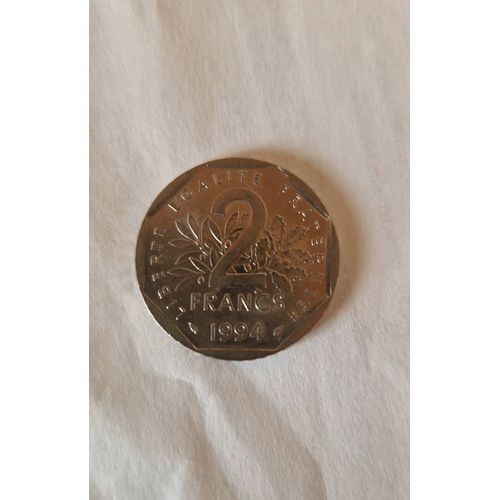 LIBERTE EGALITE FRATERNITE
2
FRANCS
1994